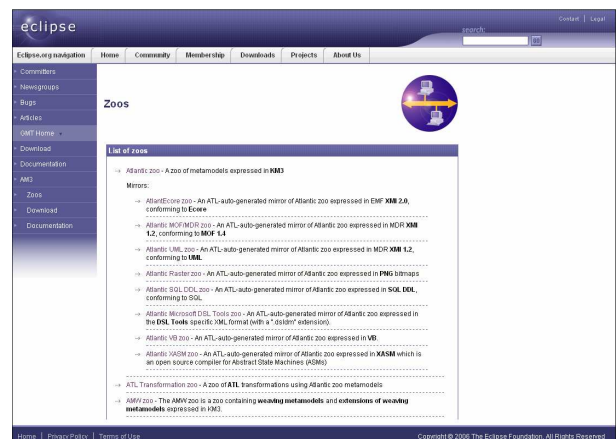 eclipse
Contact | Legal
search:
Eclipse.org navigation
Home
Community
Membership
Downloads
Projects
About Us
Committers
Newsgroups
Bugs
Articles
GMT Home
Download
Documentation
AM3
Zoos
Download
Documentation
Zoos
List of zoos
Atlantic zoo - A zoo of metamodels expressed in KM3
Mirrors:
AtlantEcore zoo - An ATL-auto-generated mirror of Atlantic zoo expressed in EMF XMI 2.0,
conforming to Ecore
Atlantic MOF/MDR zoo - An ATL-auto-generated mirror of Atlantic zoo expressed in MDR XMI
1.2, conforming to MOF 1.4
Atlantic UML zoo - An ATL-auto-generated mirror of Atlantic zoo expressed in MDR XMI 1.2,
conforming to UML
Atlantic Raster zoo - An ATL-auto-generated mirror of Atlantic zoo expressed in PNG bitmaps
Atlantic SQL DDL zoo - An ATL-auto-generated mirror of Atlantic zoo expressed in SQL DDL,
conforming to SQL
Atlantic Microsoft DSL Tools zoo - An ATL-auto-generated mirror of Atlantic zoo expressed in
the DSL Tools specific XML format (with a ".dsldm" extension).
Atlantic VB zoo - An ATL-auto-generated mirror of Atlantic zoo expressed in VB.
Atlantic XASM zoo - An ATL-auto-generated mirror of Atlantic zoo expressed in XASM which is
an open source compiler for Abstract State Machines (ASMs)
ATL Transformation zoo - A zoo of ATL transformations using Atlantic zoo metamodels
AMW zoo - The AMW zoo is a zoo containing weaving metamodels and extensions of weaving
metamodels expressed in KM3.
Home | Privacy Policy | Terms of Use
Copyright © 2006 The Eclipse Foundation. All Rights Reserved